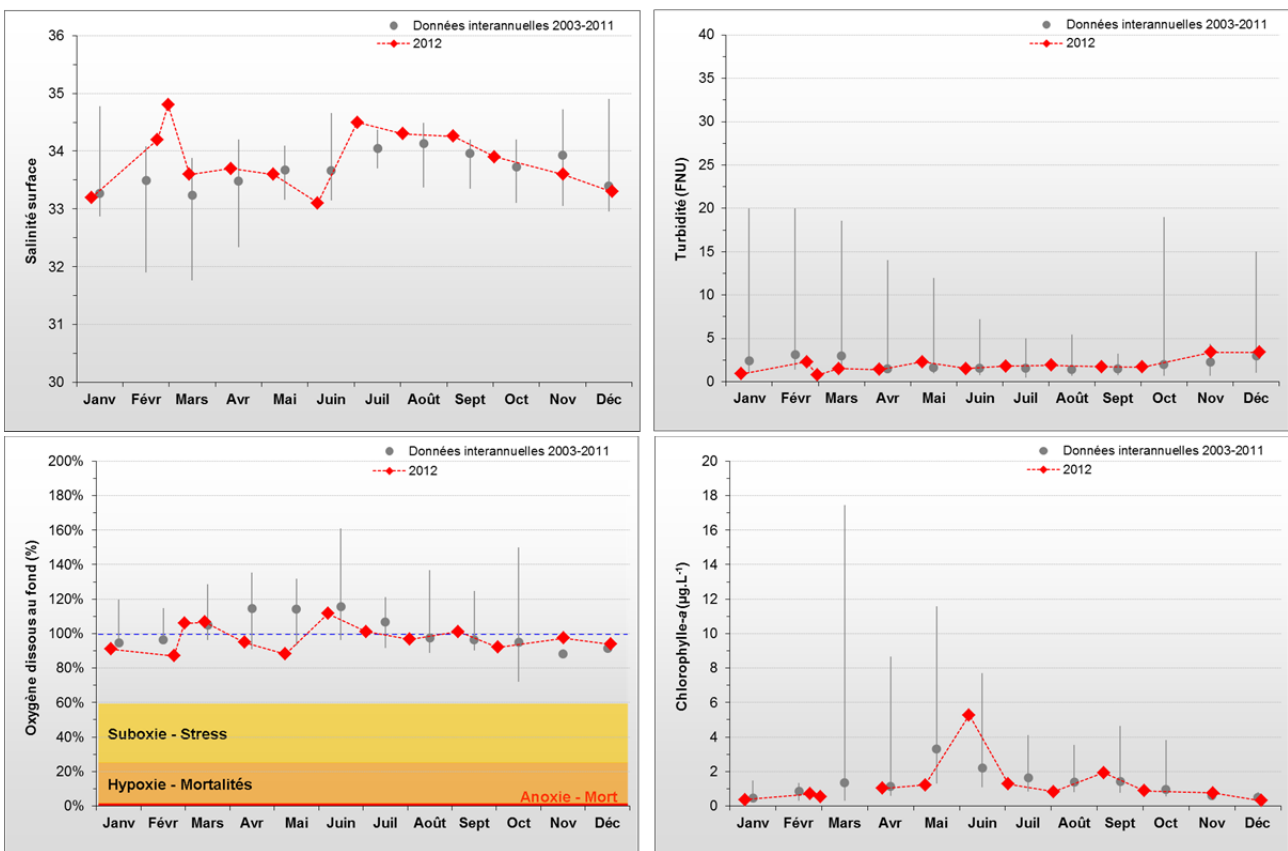 Données interannuelles 2003-2011
2012
Salinité surface
36
35
34
33
32
31
30
Janv Févr Mars Avr Mai Juin Juil Août Sept Oct Nov Déc
Données interannuelles 2003-2011
2012
Turbidité (FNU)
40
35
30
25
20
15
10
5
0
Janv Févr Mars Avr Mai Juin Juil Août Sept Oct Nov Déc
Données interannuelles 2003-2011
2012
Oxygène dissous au fond (%)
200%
180%
160%
140%
120%
100%
80%
60%
40%
20%
0%
Suboxie - Stress
Hypoxie - Mortalités
Anoxie - Mort
Janv Févr Mars Avr Mai Juin Juil Août Sept Oct Nov Déc
Données interannuelles 2003-2011
2012
Chlorophylle-a (µg.L-1)
20
18
16
14
12
10
8
6
4
2
0
Janv Févr Mars Avr Mai Juin Juil Août Sept Oct Nov Déc